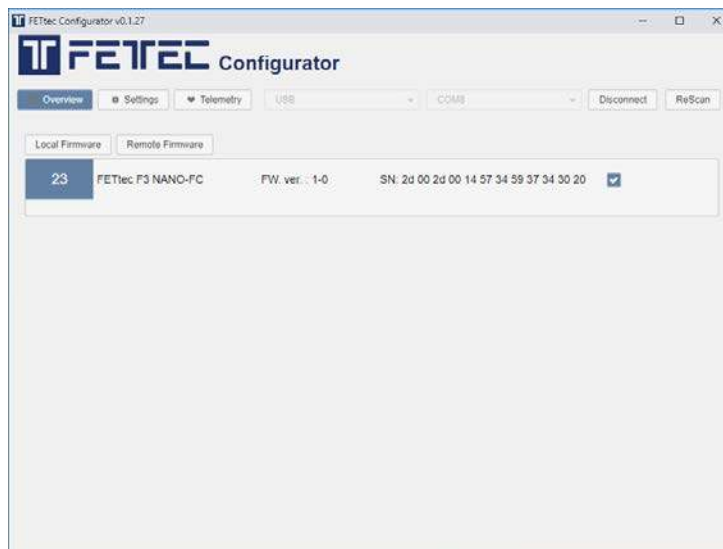 FETtec Configurator v0.1.27
FETTEC Configurator
Overview Settings Telemetry USB COM8 Disconnect ReScan
Local Firmware Remote Firmware
23 FETtec F3 NANO-FC FW. ver. : 1-0 SN: 2d 00 2d 00 14 57 34 59 37 34 30 20